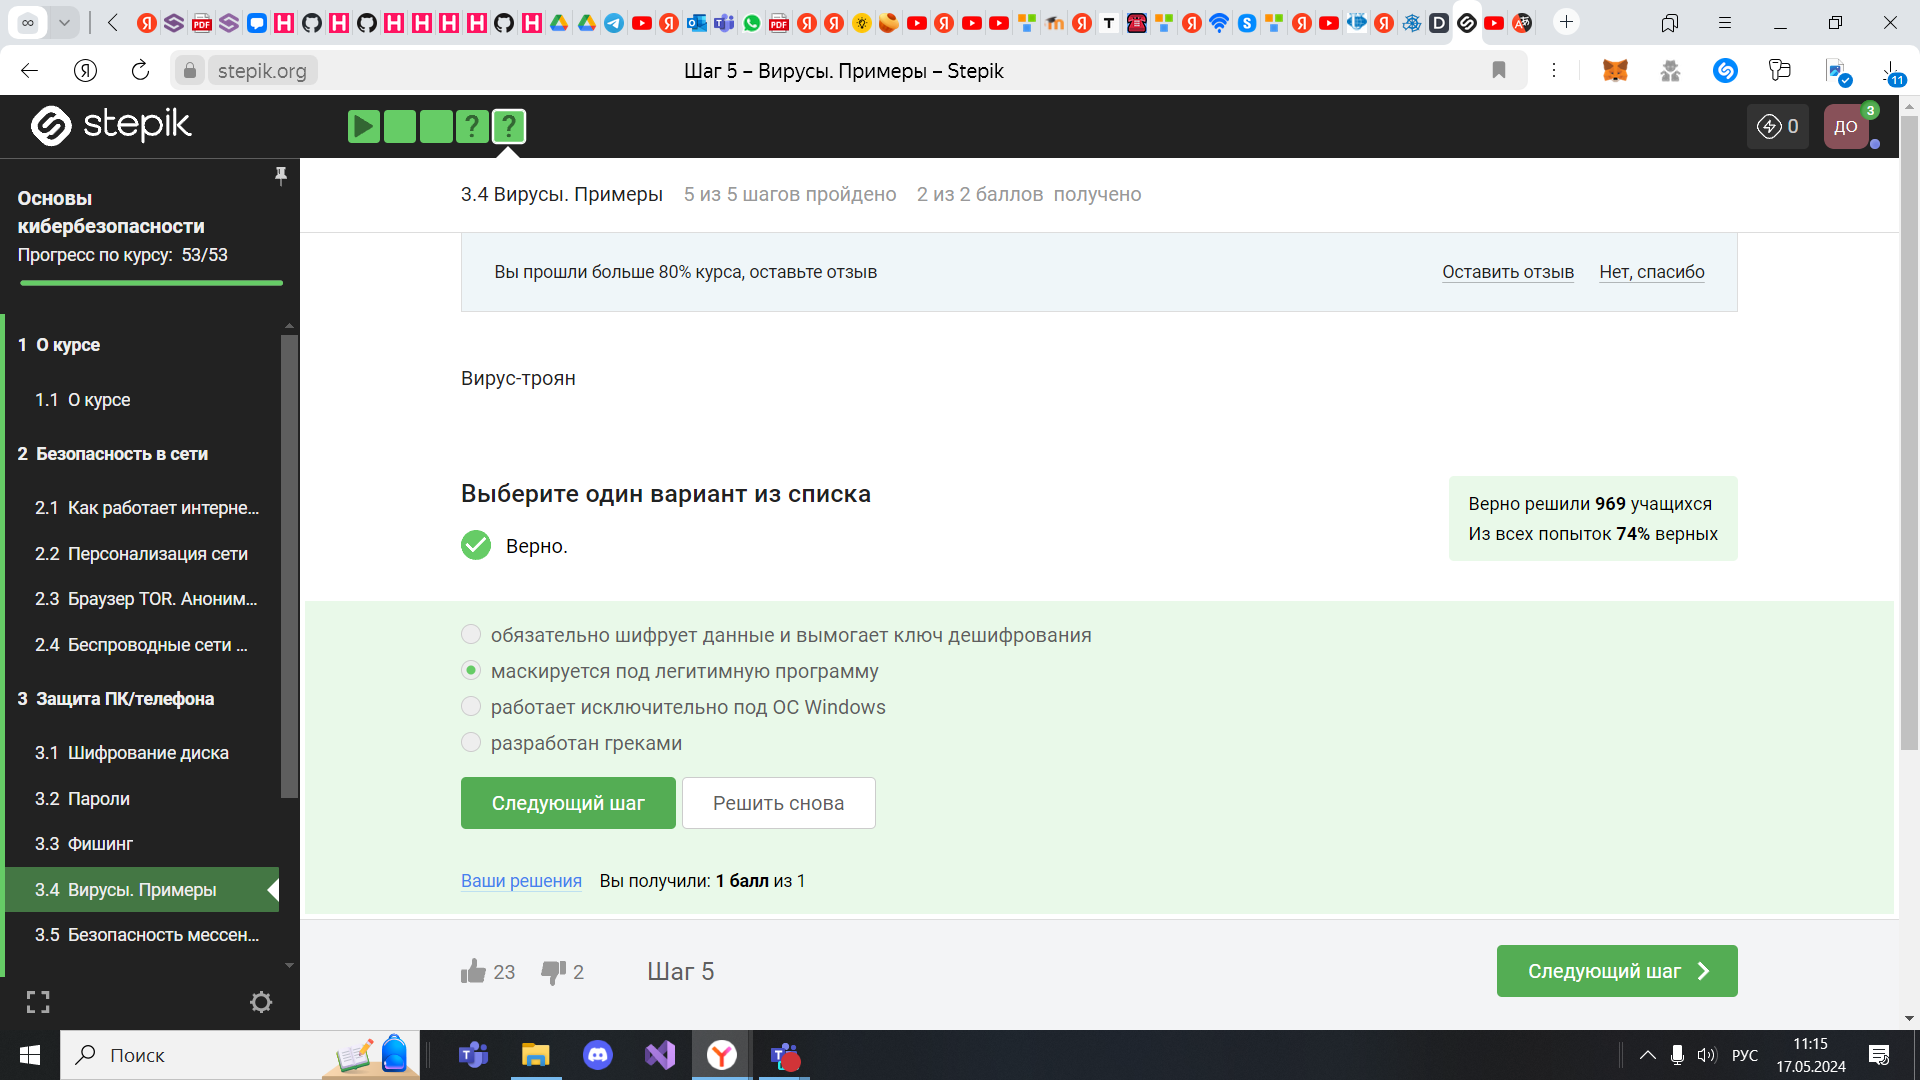 stepik.org
Шаг 5 – Вирусы. Примеры – Stepik
11
stepik
0
ДО
3
Основы
кибербезопасности
Прогресс по курсу: 53/53
1 О курсе
1.1 О курсе
2 Безопасность в сети
2.1 Как работает интерне...
2.2 Персонализация сети
2.3 Браузер TOR. Аноним...
2.4 Беспроводные сети ...
3 Защита ПК/телефона
3.1 Шифрование диска
3.2 Пароли
3.3 Фишинг
3.4 Вирусы. Примеры
3.5 Безопасность мессен...
3.4 Вирусы. Примеры 5 из 5 шагов пройдено 2 из 2 баллов получено
Вы прошли больше 80% курса, оставьте отзыв
Оставить отзыв
Нет, спасибо
Вирус-троян
Выберите один вариант из списка
Верно.
Верно решили 969 учащихся
Из всех попыток 74% верных
обязательно шифрует данные и вымогает ключ дешифрования
маскируется под легитимную программу
работает исключительно под ОС Windows
разработан греками
Следующий шаг
Решить снова
Ваши решения Вы получили: 1 балл из 1
23
2
Шаг 5
Следующий шаг
Поиск
РУС
11:15
17.05.2024